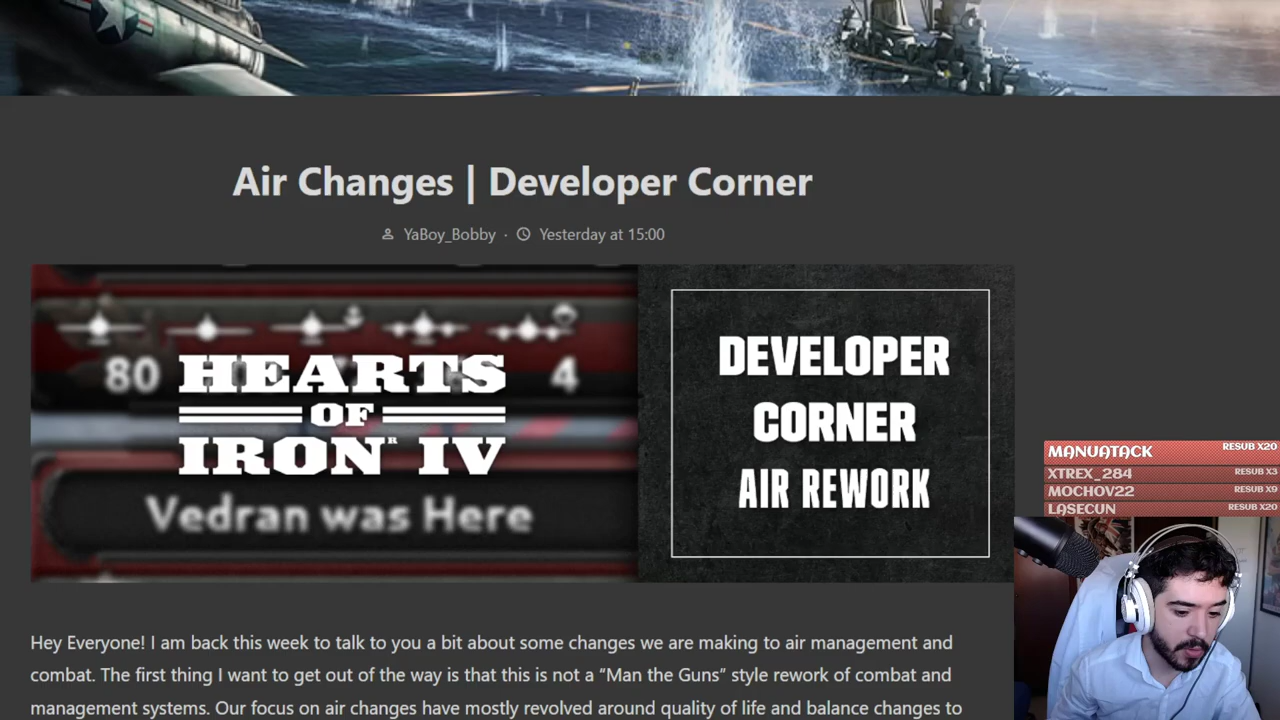 Air Changes | Developer Corner
YaBoy_Bobby · Yesterday at 15:00
80
4
HEARTS
OF
IRON IV
Vedran was Here
DEVELOPER
CORNER
AIR REWORK
MANUATACK RESUB X20
XTREX_284 RESUB X3
MOCHOV22 RESUB X9
LASECUN RESUB X20
Hey Everyone! I am back this week to talk to you a bit about some changes we are making to air management and
combat. The first thing I want to get out of the way is that this is not a “Man the Guns” style rework of combat and
management systems. Our focus on air changes have mostly revolved around quality of life and balance changes to